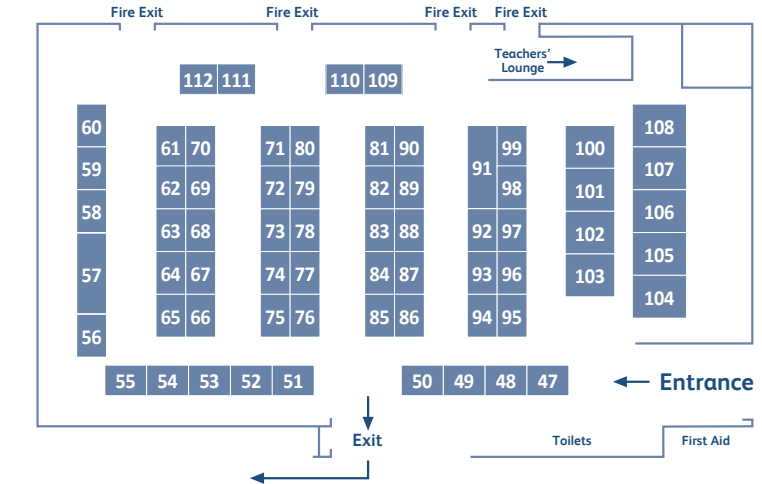 Fire Exit Fire Exit Fire Exit Fire Exit
Teachers'
Lounge
112 111 110 109
60 108
61 70 71 80 81 90 99 100
59 91 107
62 69 72 79 82 89 98 101
58 106
63 68 73 78 83 88 92 97 102
57 105
64 67 74 77 84 87 93 96 103
104
65 66 75 76 85 86 94 95
56
55 54 53 52 51 50 49 48 47 Entrance
Exit Toilets First Aid